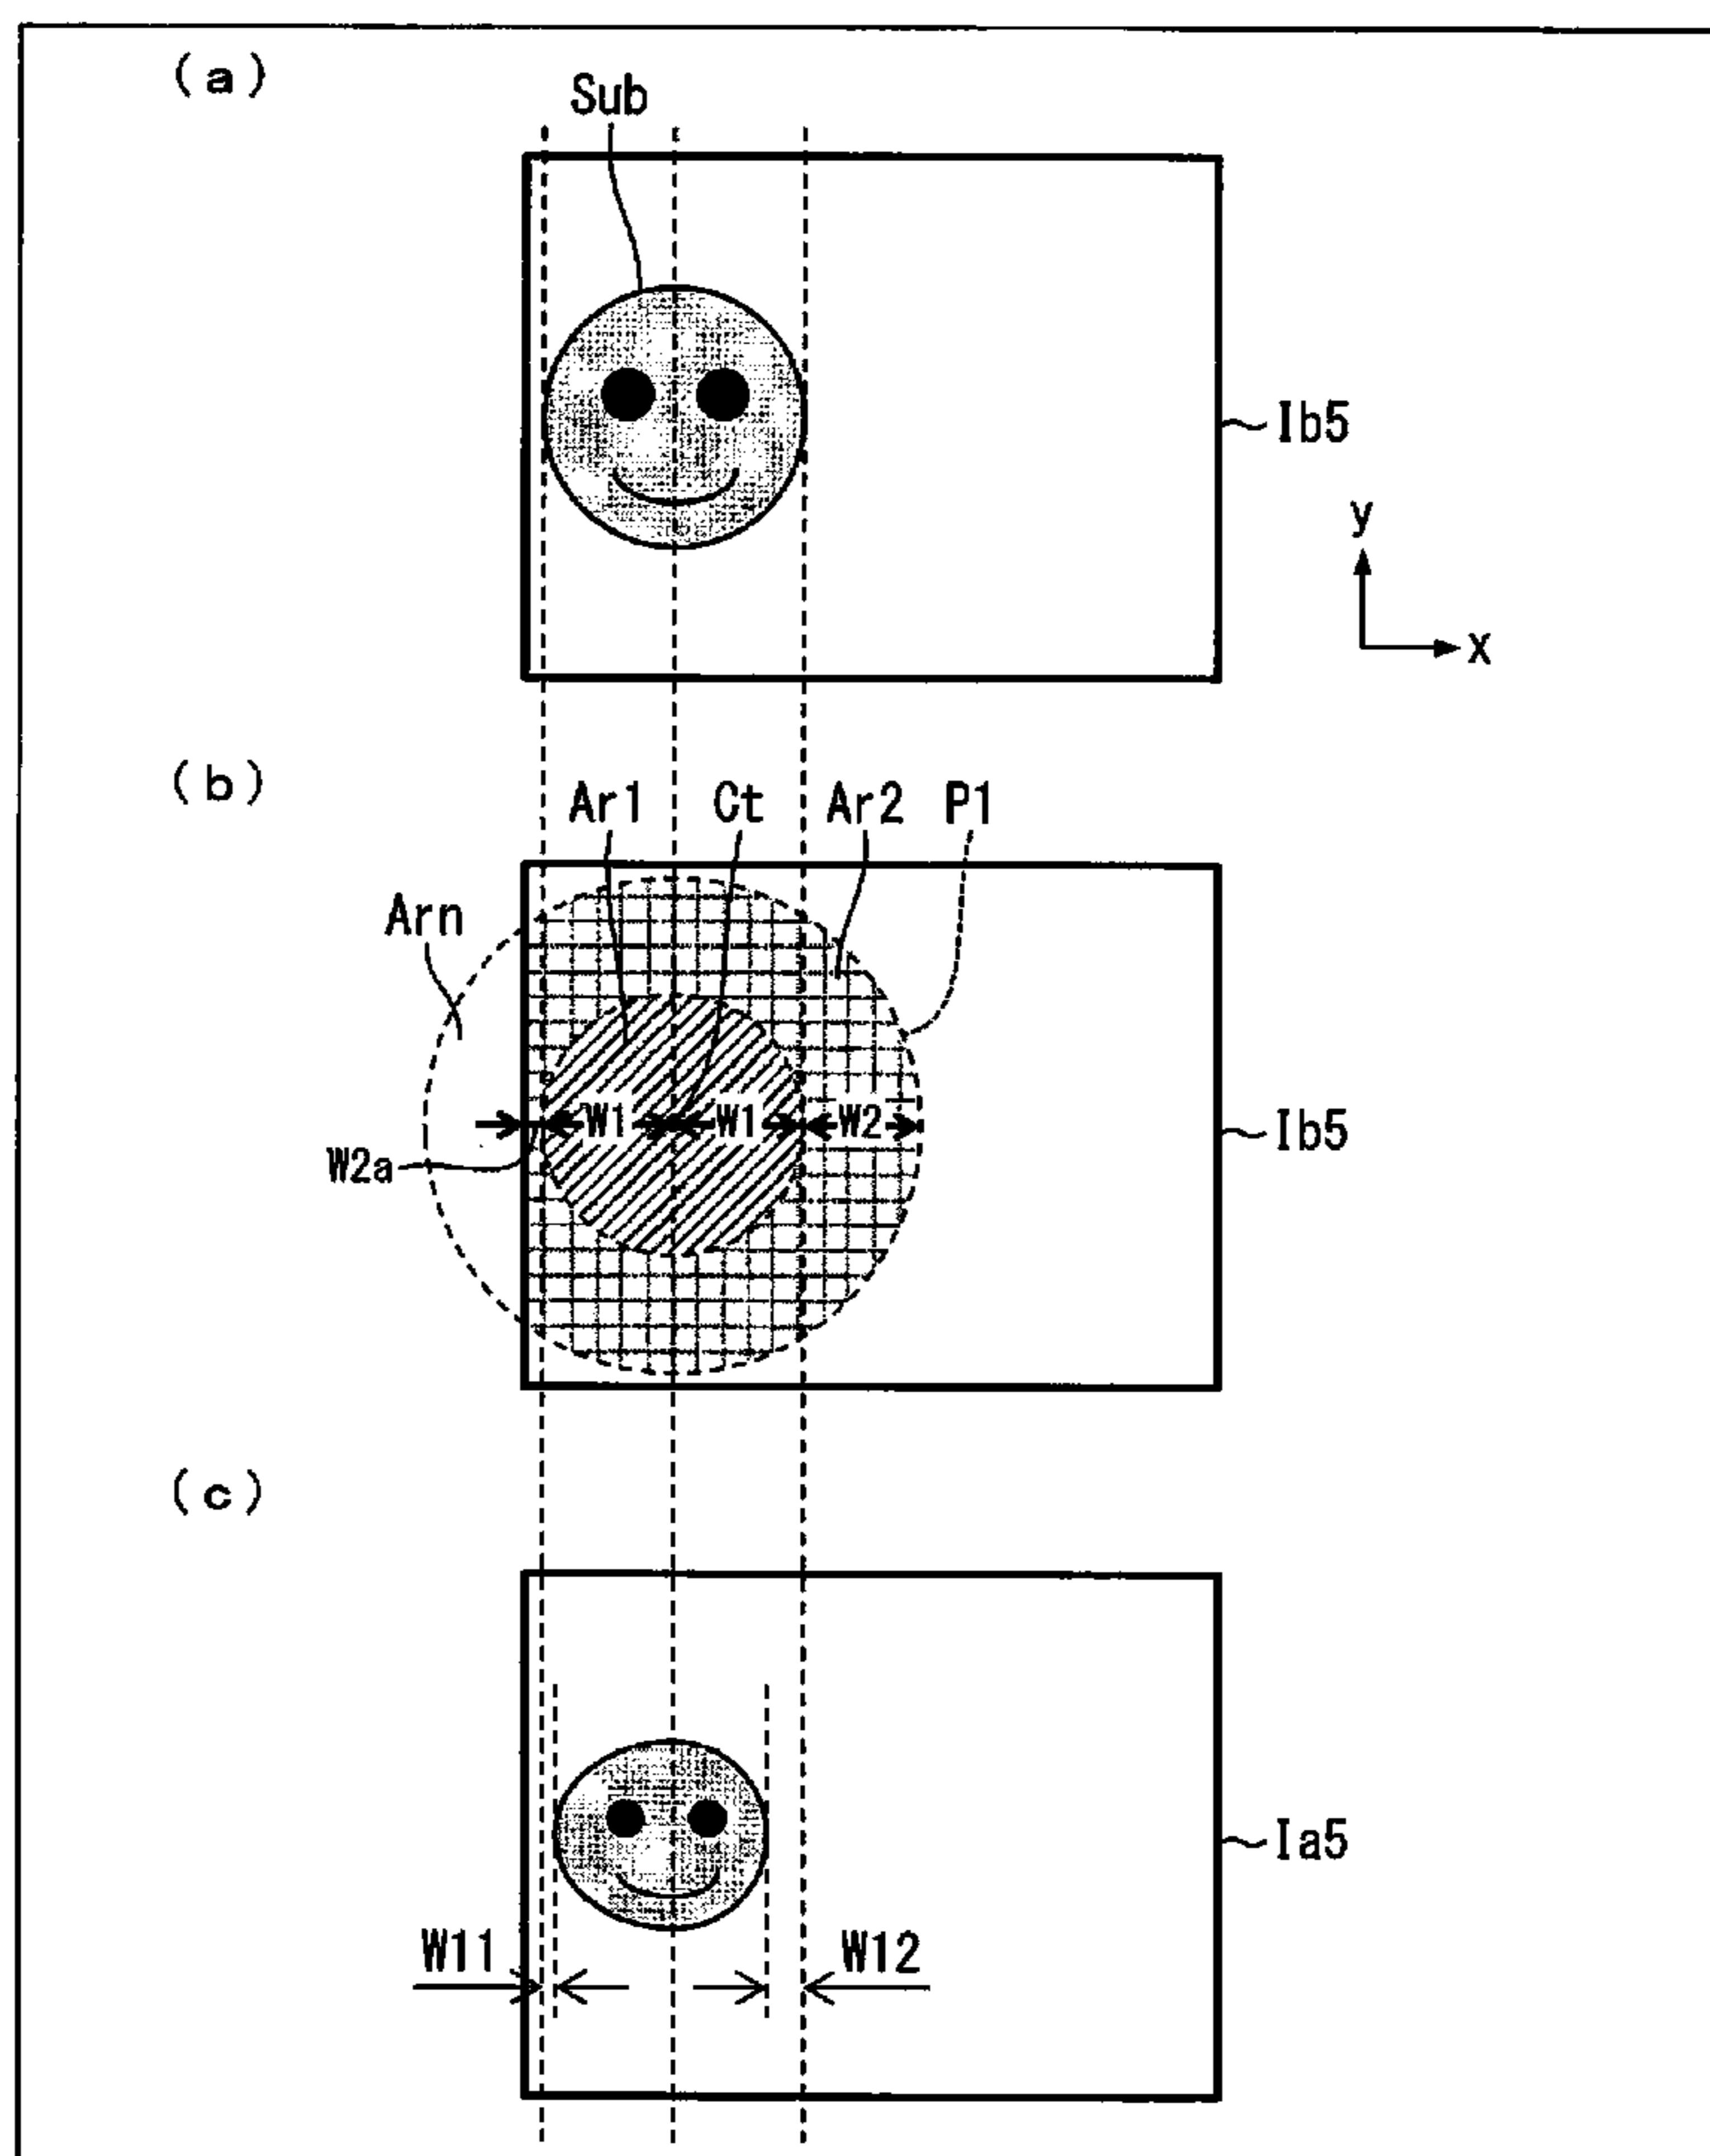 (a)
Sub
Ib5
y
x
(b)
Ar1 Ct Ar2 P1
Arn
W1 W1 W2
Ib5
W2a
(c)
Ia5
W11 W12